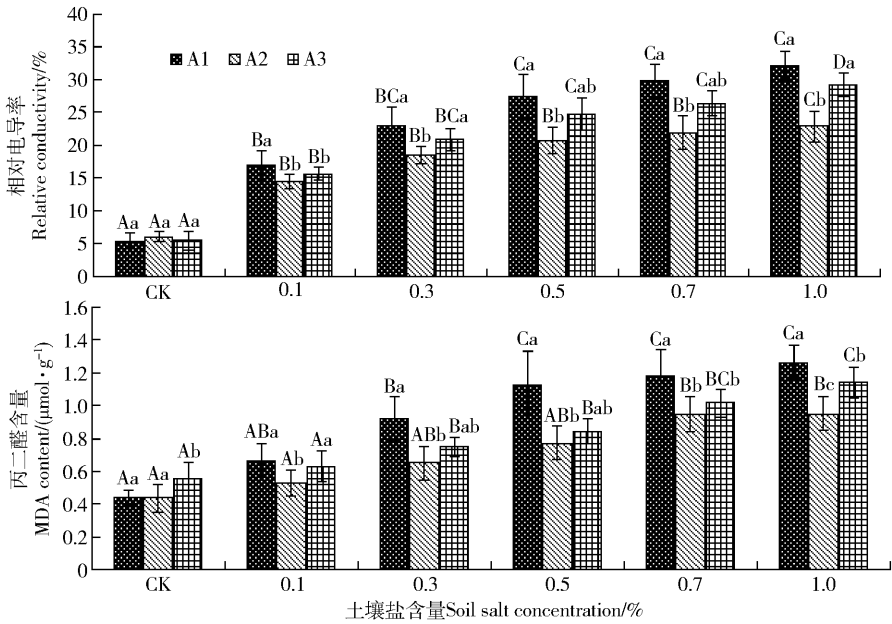 相对电导率
Relative conductivity/%
40
35
30
25
20
15
10
5
0
A1 A2 A3
Aa Aa Aa
Ba Bb Bb
BCa Bb BCa
Ca Bb Cab
Ca Bb Cab
Ca Cb Da
CK 0.1 0.3 0.5 0.7 1.0
丙二醛含量
MDA content/(μmol·g⁻¹)
1.6
1.4
1.2
1.0
0.8
0.6
0.4
0.2
0
Aa Aa Ab
ABa Ab Aa
Ba ABb Bab
Ca ABb Bab
Ca Bb BCb
Ca Bc Cb
CK 0.1 0.3 0.5 0.7 1.0
土壤盐含量Soil salt concentration/%